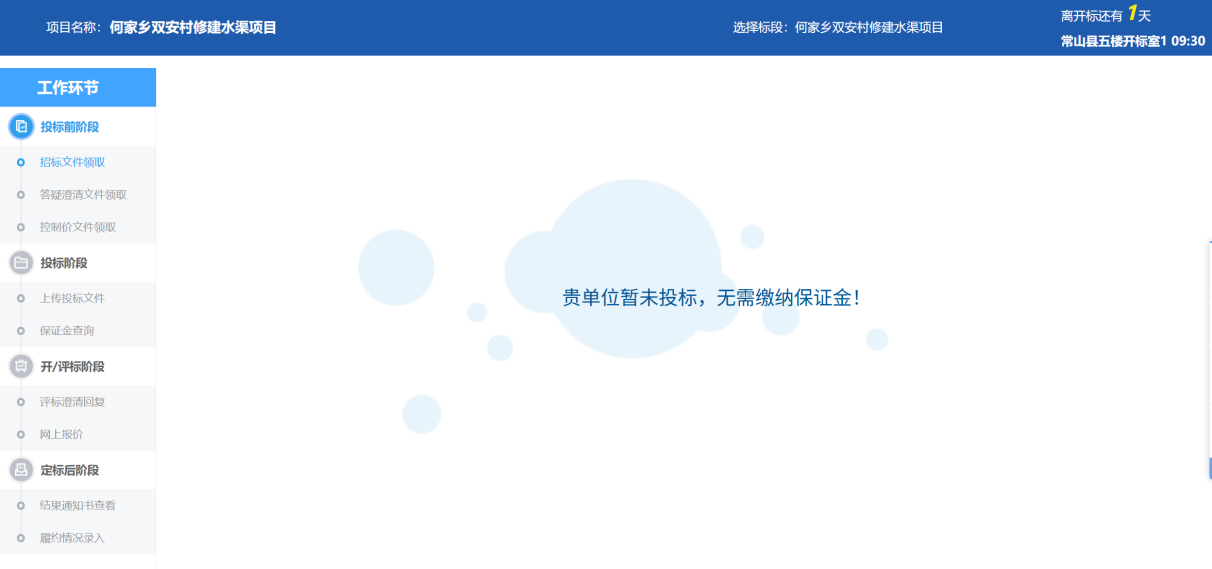 项目名称：何家乡双安村修建水渠项目
选择标段：何家乡双安村修建水渠项目
离开标还有 1 天
常山县五楼开标室1 09:30
工作环节
投标前阶段
招标文件领取
答疑澄清文件领取
控制价文件领取
投标阶段
上传投标文件
保证金查询
开/评标阶段
评标澄清回复
网上报价
定标后阶段
结果通知书查看
履约情况录入
贵单位暂未投标，无需缴纳保证金！